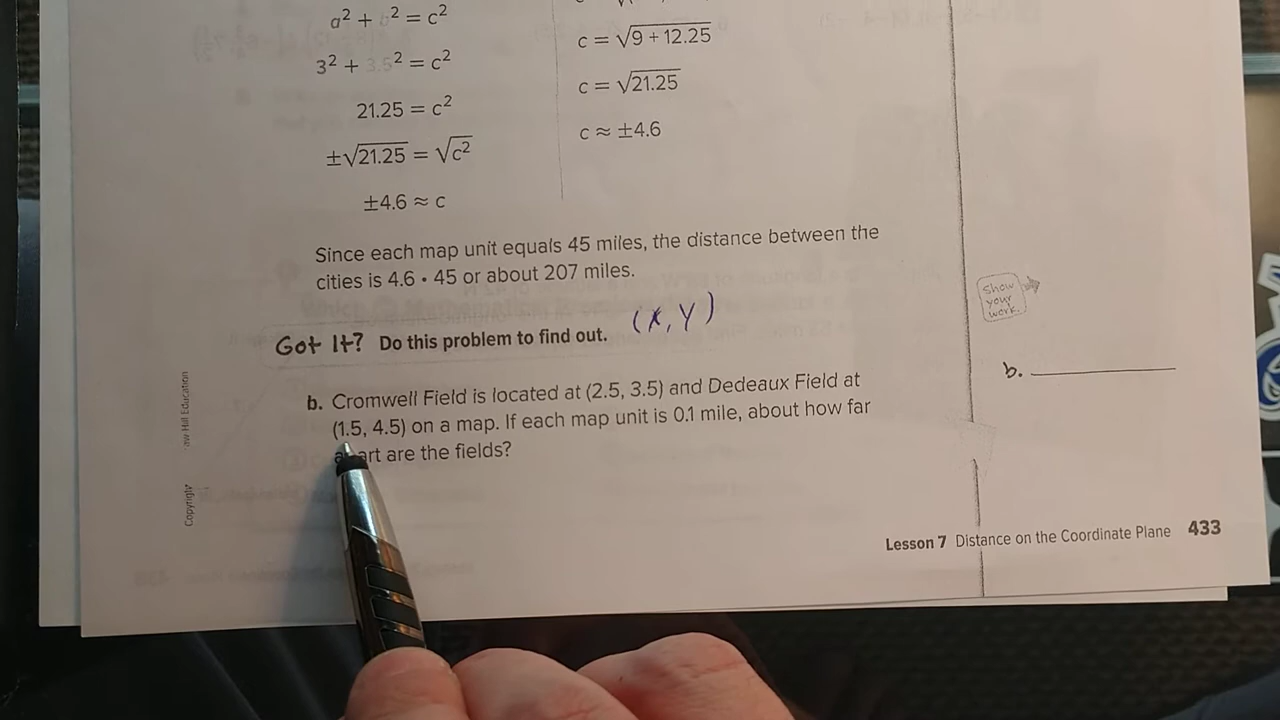 a² + b² = c²
3² + 3.5² = c²
21.25 = c²
±√21.25 = √c²
±4.6 ≈ c
c = √9 + 12.25
c = √21.25
c ≈ ±4.6
Since each map unit equals 45 miles, the distance between the
cities is 4.6 • 45 or about 207 miles.
Got It? Do this problem to find out. (x, y)
Show
your
work.
b. Cromwell Field is located at (2.5, 3.5) and Dedeaux Field at
(1.5, 4.5) on a map. If each map unit is 0.1 mile, about how far
are the fields?
b.
Lesson 7 Distance on the Coordinate Plane 433
Hill Education